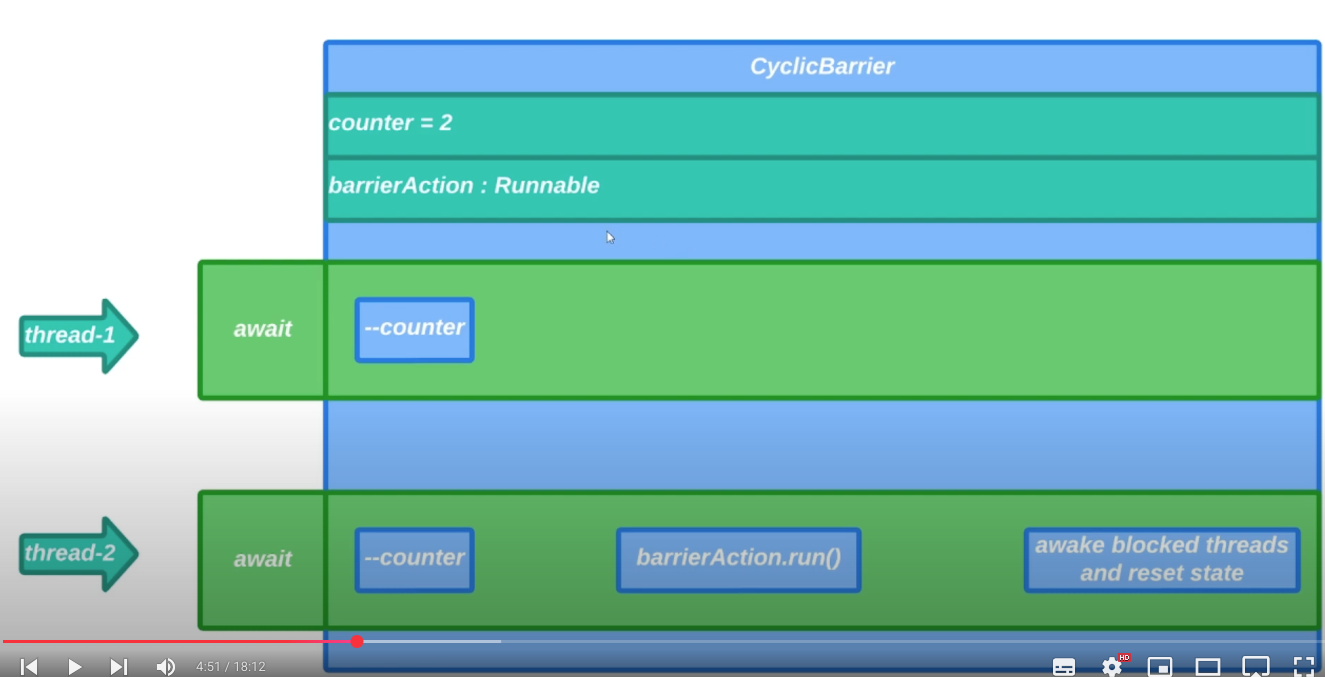 CyclicBarrier
counter = 2
barrierAction : Runnable
thread-1
await
--counter
thread-2
await
--counter
barrierAction.run()
awake blocked threads
and reset state
4:51 / 18:12
HD